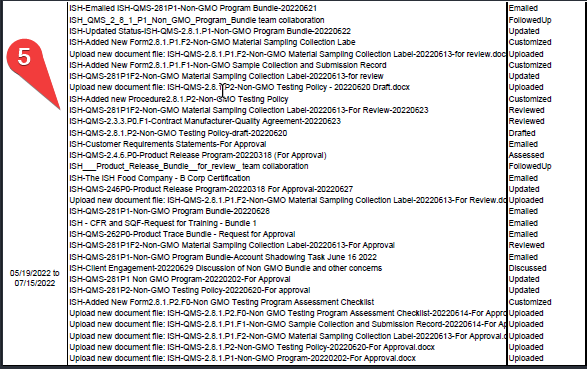 5
ISH-Emailed ISH-QMS-281P1-Non-GMO Program Bundle-20220621 Emailed
ISH_QMS_2_8_1_P1_Non_GMO_Program_Bundle team collaboration FollowedUp
ISH-Updated Status-ISH-QMS-2.8.1.P1-Non-GMO Program Bundle-20220622 Updated
ISH-Added New Form2.8.1.P1.F2-Non-GMO Material Sampling Collection Labe Customized
Upload new document file: ISH-QMS-2.8.1.P1.F2-Non-GMO Material Sampling Collection Label-20220613-for review.doc Uploaded
ISH-Added New Form2.8.1.P1.F1-Non-GMO Sample Collection and Submission Record Customized
ISH-QMS-281P1F2-Non-GMO Material Sampling Collection Label-20220613-for review Updated
Upload new document file: ISH-QMS-2.8.1.P2-Non-GMO Testing Policy - 20220620 Draft.docx Uploaded
ISH-Added new Procedure2.8.1.P2-Non-GMO Testing Policy Customized
ISH-QMS-281P1F2-Non-GMO Material Sampling Collection Label-20220613-For Review-20220623 Reviewed
ISH-QMS-2.3.3.P0.F1-Contract Manufacturer-Quality Agreement-20220623 Reviewed
ISH-QMS-2.8.1.P2-Non-GMO Testing Policy-draft-20220620 Drafted
ISH-Customer Requirements Statements-For Approval Emailed
ISH-QMS-2.4.6.P0-Product Release Program-20220318 (For Approval) Assessed
ISH___Product_Release_Bundle__for_review_ team collaboration FollowedUp
ISH-The ISH Food Company - B Corp Certification Emailed
ISH-QMS-246P0-Product Release Program-20220318 For Approval-20220627 Updated
Upload new document file: ISH-QMS-2.8.1.P1.F2-Non-GMO Material Sampling Collection Label-20220613-For Review.do Uploaded
ISH-QMS-281P1-Non-GMO Program Bundle-20220628 Emailed
ISH - CFR and SQF-Request for Training - Bundle 1 Emailed
ISH-QMS-262P0-Product Trace Bundle - Request for Approval Emailed
ISH-QMS-281P1F2-Non-GMO Material Sampling Collection Label-20220613-For Approval Reviewed
ISH-QMS-281P1-Non-GMO Program Bundle-Account Shadowing Task June 16 2022 Emailed
ISH-Client Engagement-20220629 Discussion of Non GMO Bundle and other concerns Discussed
05/19/2022 to
07/15/2022
ISH-QMS-281P1 Non GMO Program-20220202-For Approval Updated
ISH-QMS-281P2-Non-GMO Testing Policy-20220620-For approval Updated
ISH-Added New Form2.8.1.P2.F0-Non GMO Testing Program Assessment Checklist Customized
Upload new document file: ISH-QMS-2.8.1.P2.F0-Non GMO Testing Program Assessment Checklist-20220614-For Appro Uploaded
Upload new document file: ISH-QMS-2.8.1.P1.F1-Non-GMO Sample Collection and Submission Record-20220614-For Ap Uploaded
Upload new document file: ISH-QMS-2.8.1.P1.F2-Non-GMO Material Sampling Collection Label-20220613-For Approval.d Uploaded
Upload new document file: ISH-QMS-2.8.1.P2-Non-GMO Testing Policy-20220620-For Approval.docx Uploaded
Upload new document file: ISH-QMS-2.8.1.P1-Non-GMO Program-20220202-For Approval.docx Uploaded